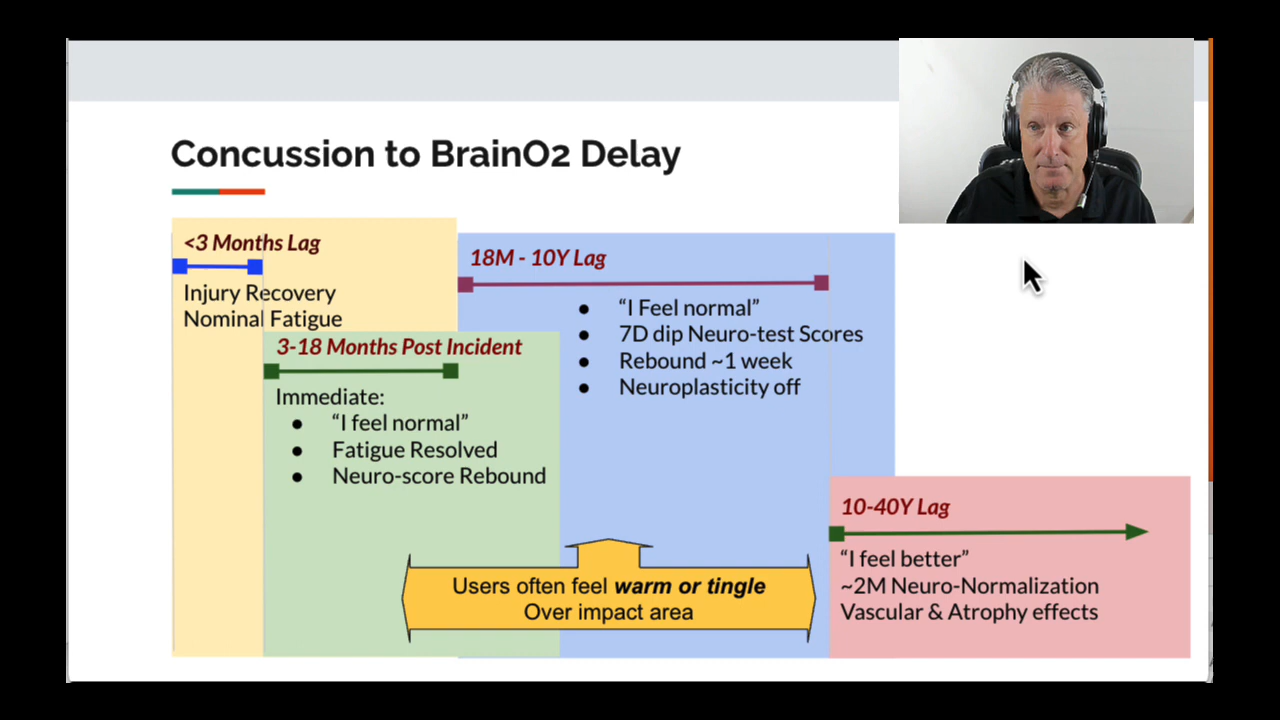 Concussion to BrainO2 Delay
<3 Months Lag
Injury Recovery
Nominal Fatigue
3-18 Months Post Incident
Immediate:
● “I feel normal”
● Fatigue Resolved
● Neuro-score Rebound
18M - 10Y Lag
● “I Feel normal”
● 7D dip Neuro-test Scores
● Rebound ~1 week
● Neuroplasticity off
Users often feel warm or tingle
Over impact area
10-40Y Lag
“I feel better”
~2M Neuro-Normalization
Vascular & Atrophy effects